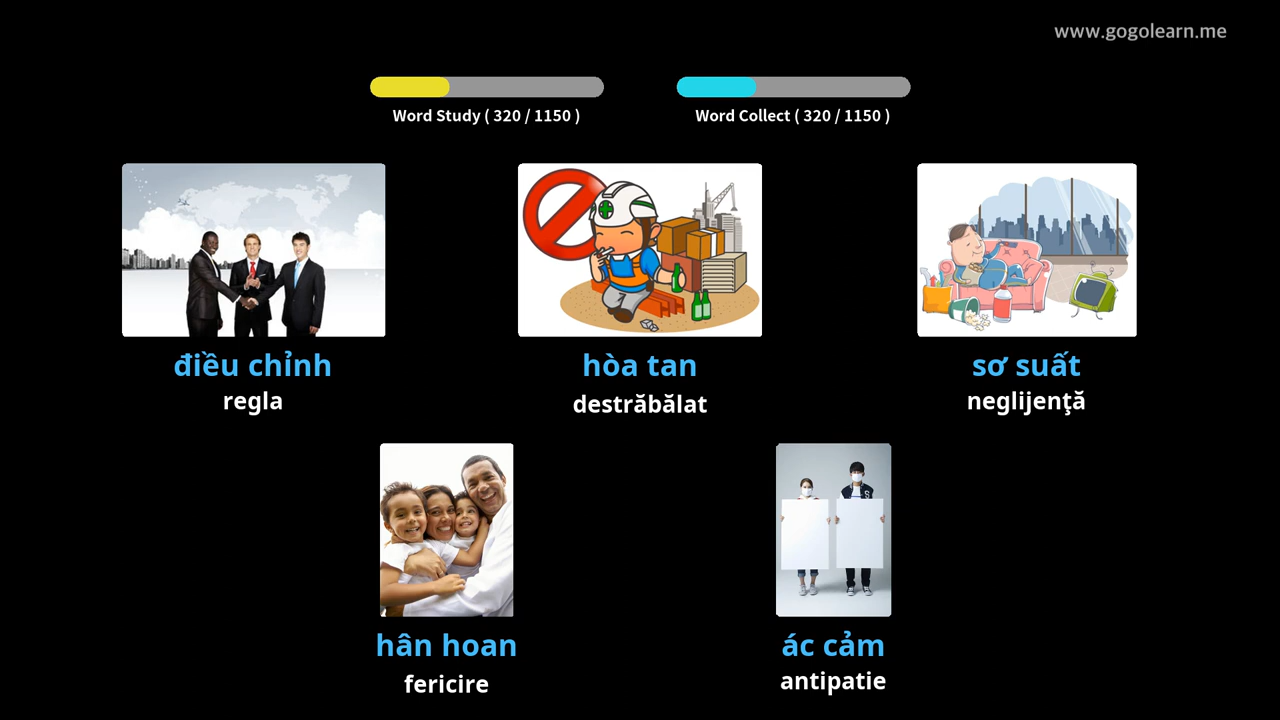 www.gogolearn.me
Word Study ( 320 / 1150 )
Word Collect ( 320 / 1150 )
điều chỉnh
regla
hòa tan
destrăbălat
sơ suất
neglijenţă
hân hoan
fericire
ác cảm
antipatie